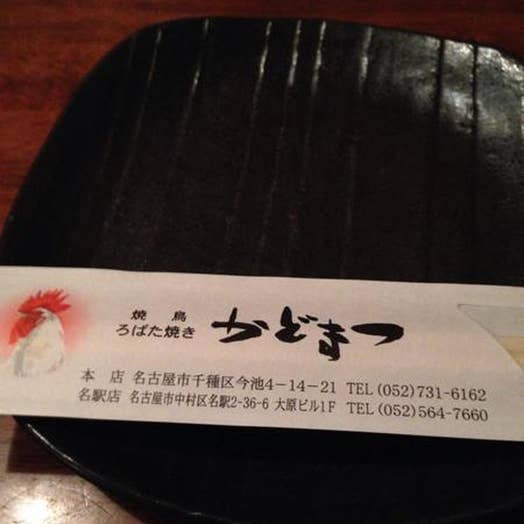 焼鳥
ろばた焼き
かどまつ
本店 名古屋市千種区今池4-14-21 TEL (052)731-6162
名駅店 名古屋市中村区名駅2-36-6 大原ビル1F TEL (052)564-7660